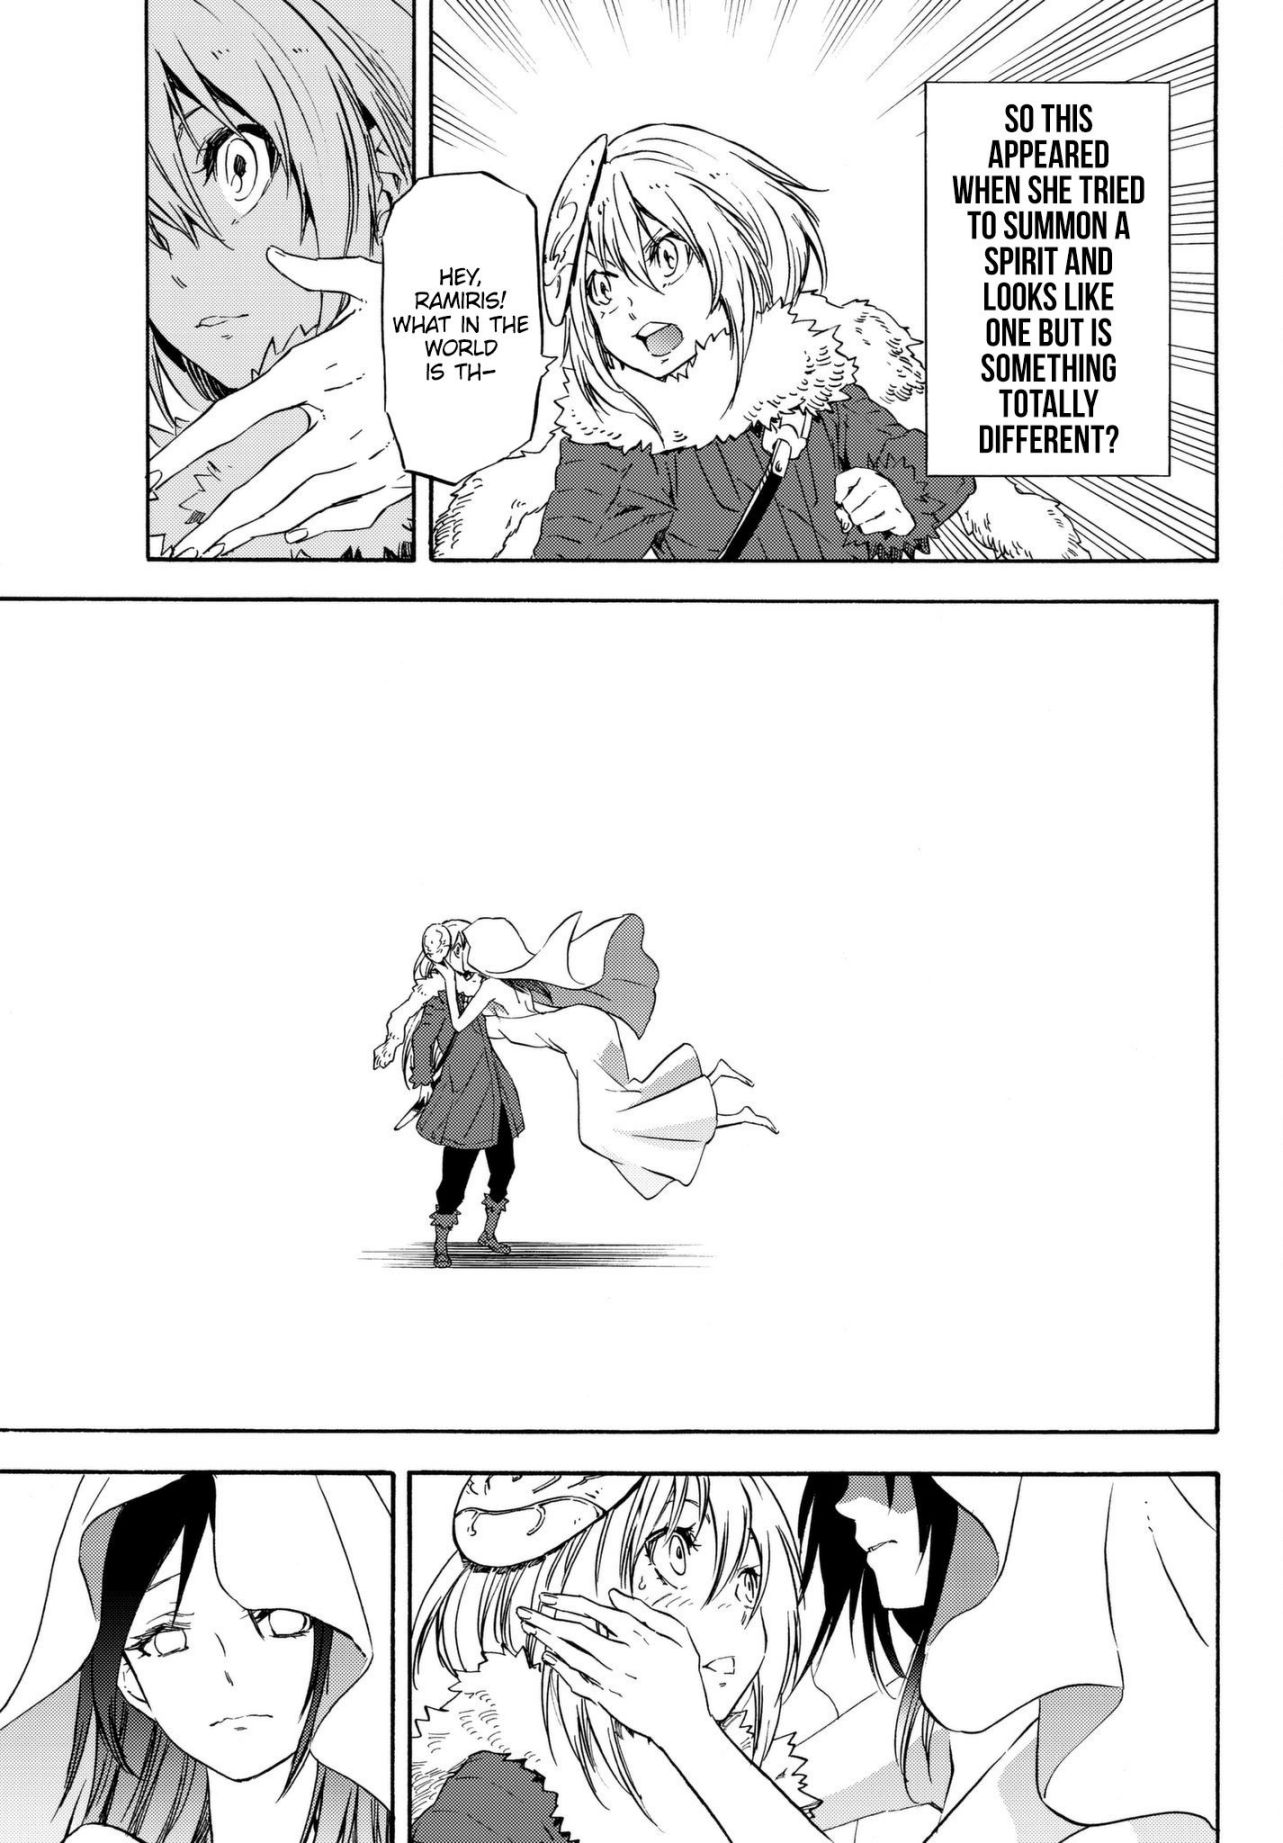 SO THIS
APPEARED
WHEN SHE TRIED
TO SUMMON A
SPIRIT AND
LOOKS LIKE
ONE BUT IS
SOMETHING
TOTALLY
DIFFERENT?
HEY,
RAMIRIS!
WHAT IN THE
WORLD
IS TH-